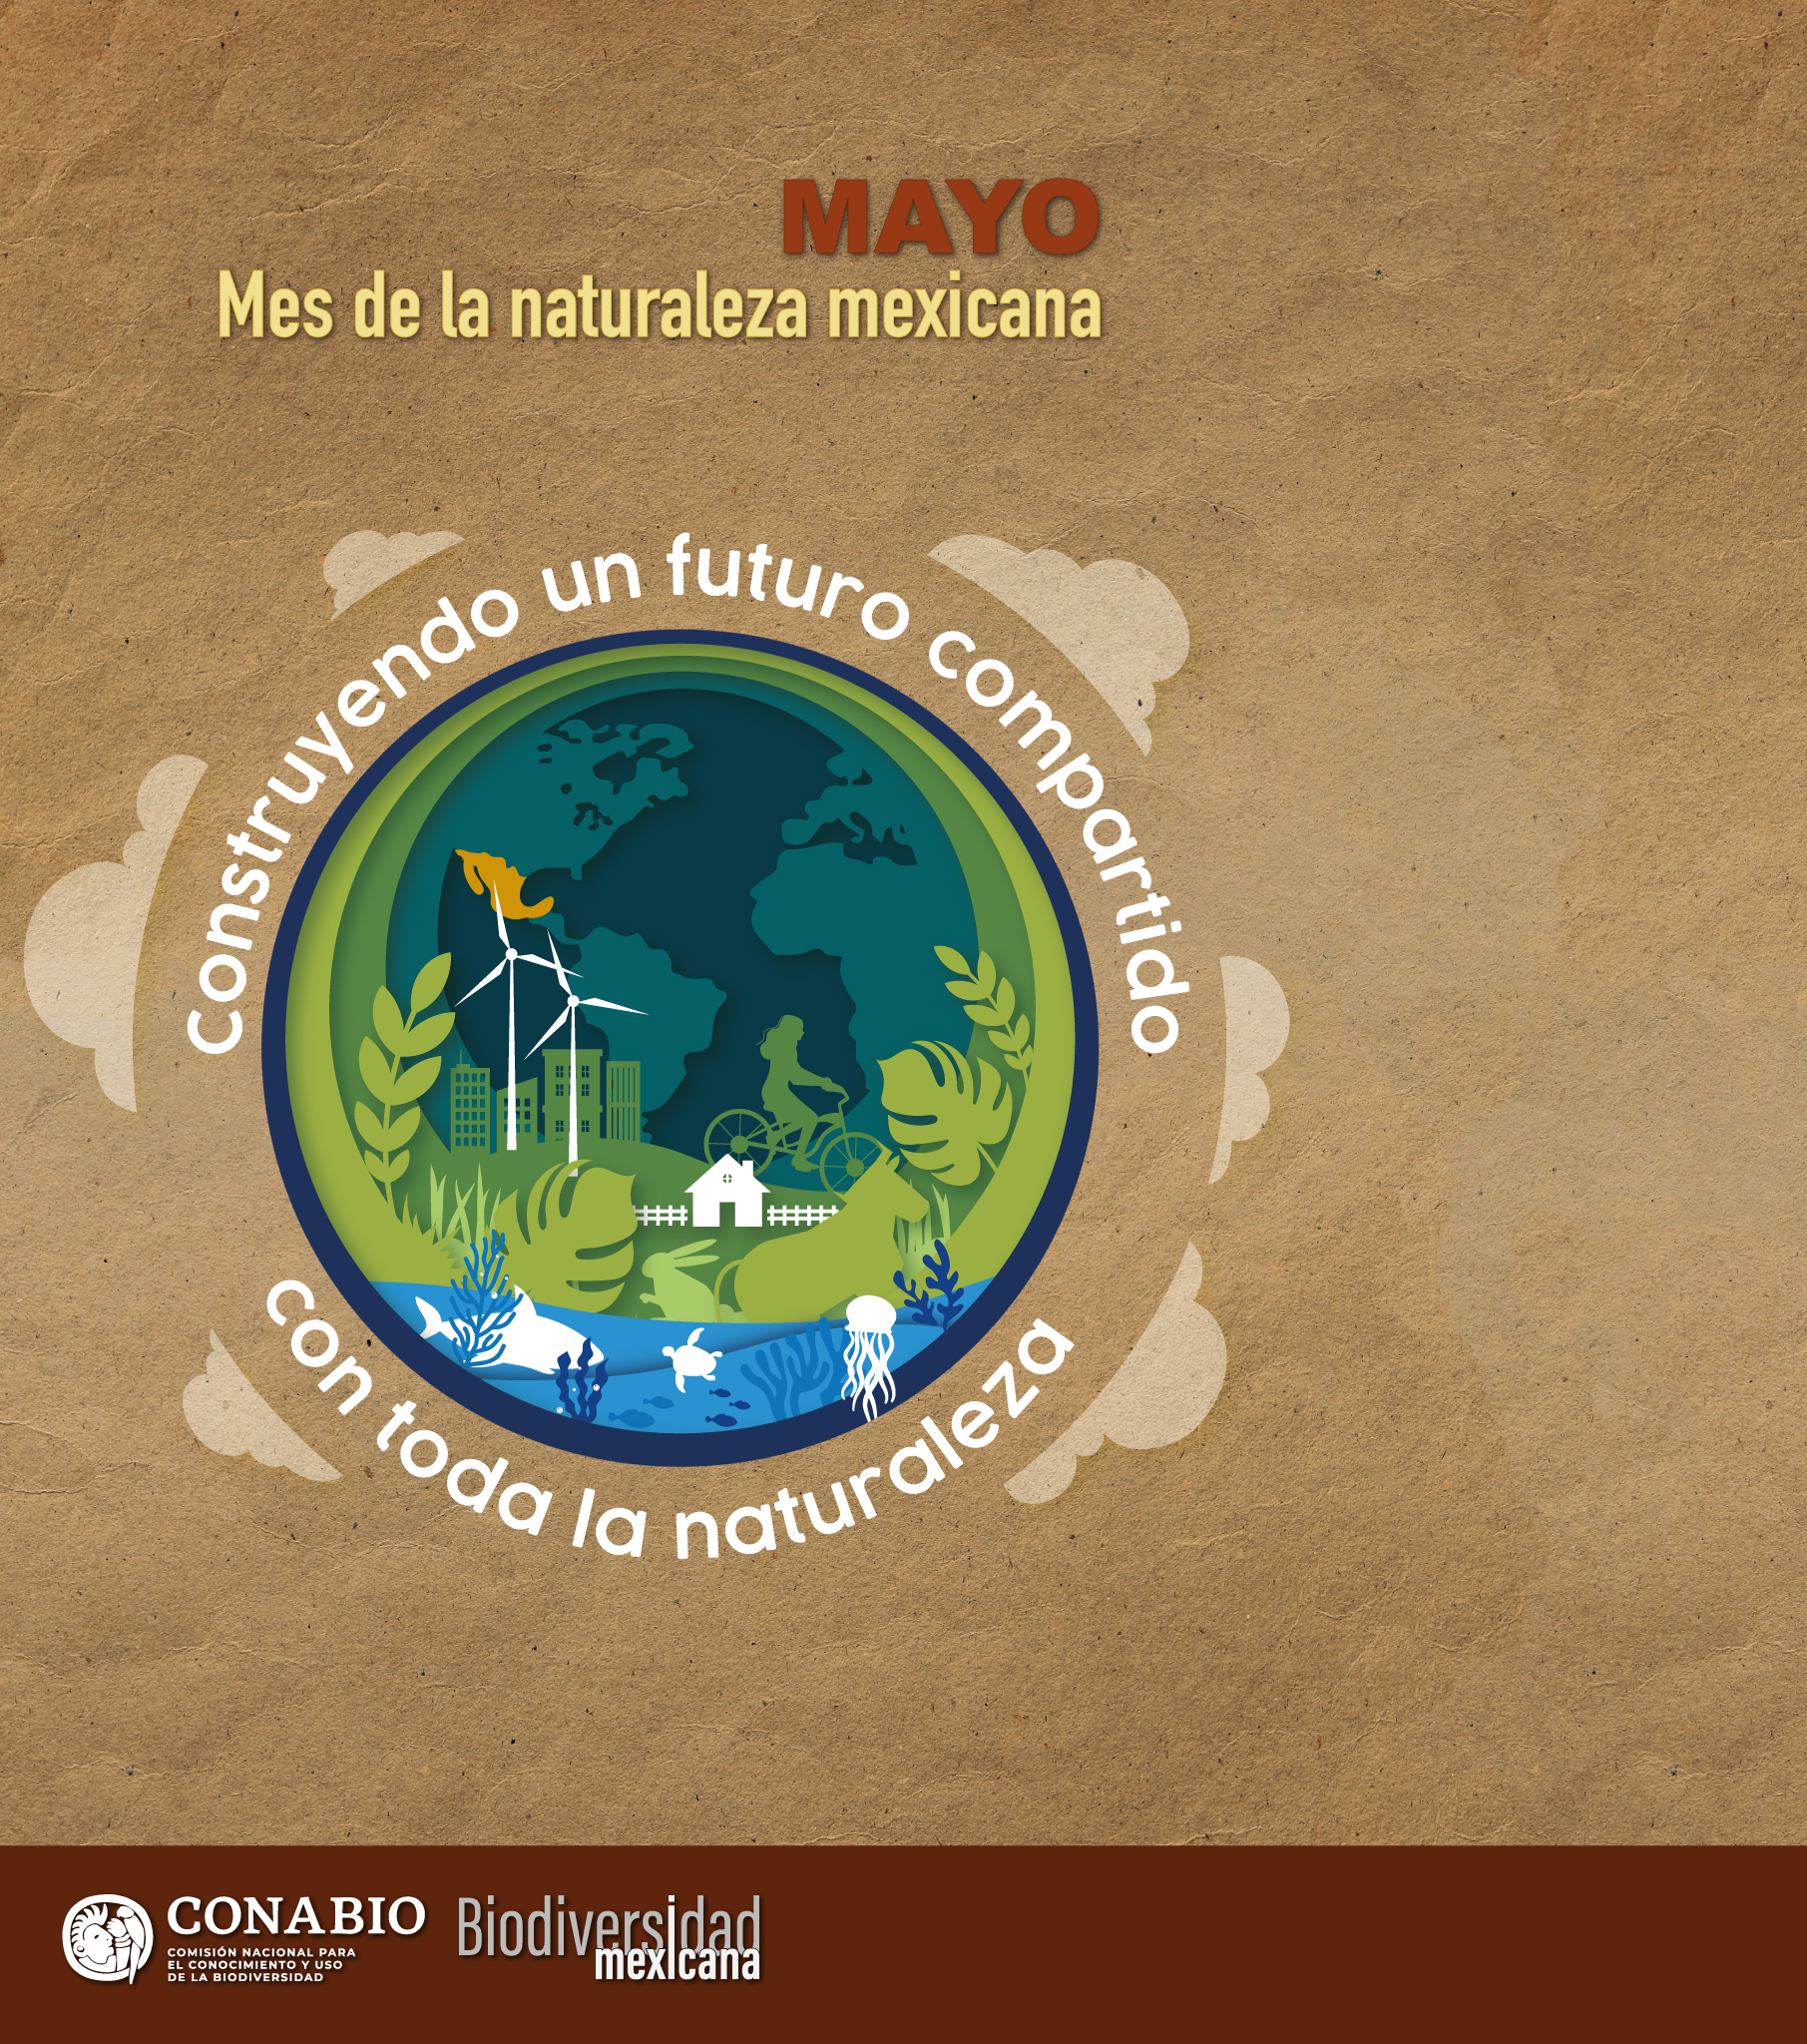 MAYO
Mes de la naturaleza mexicana
Construyendo un futuro compartido
con toda la naturaleza
CONABIO
COMISIÓN NACIONAL PARA
EL CONOCIMIENTO Y USO
DE LA BIODIVERSIDAD
Biodiversidad
mexicana